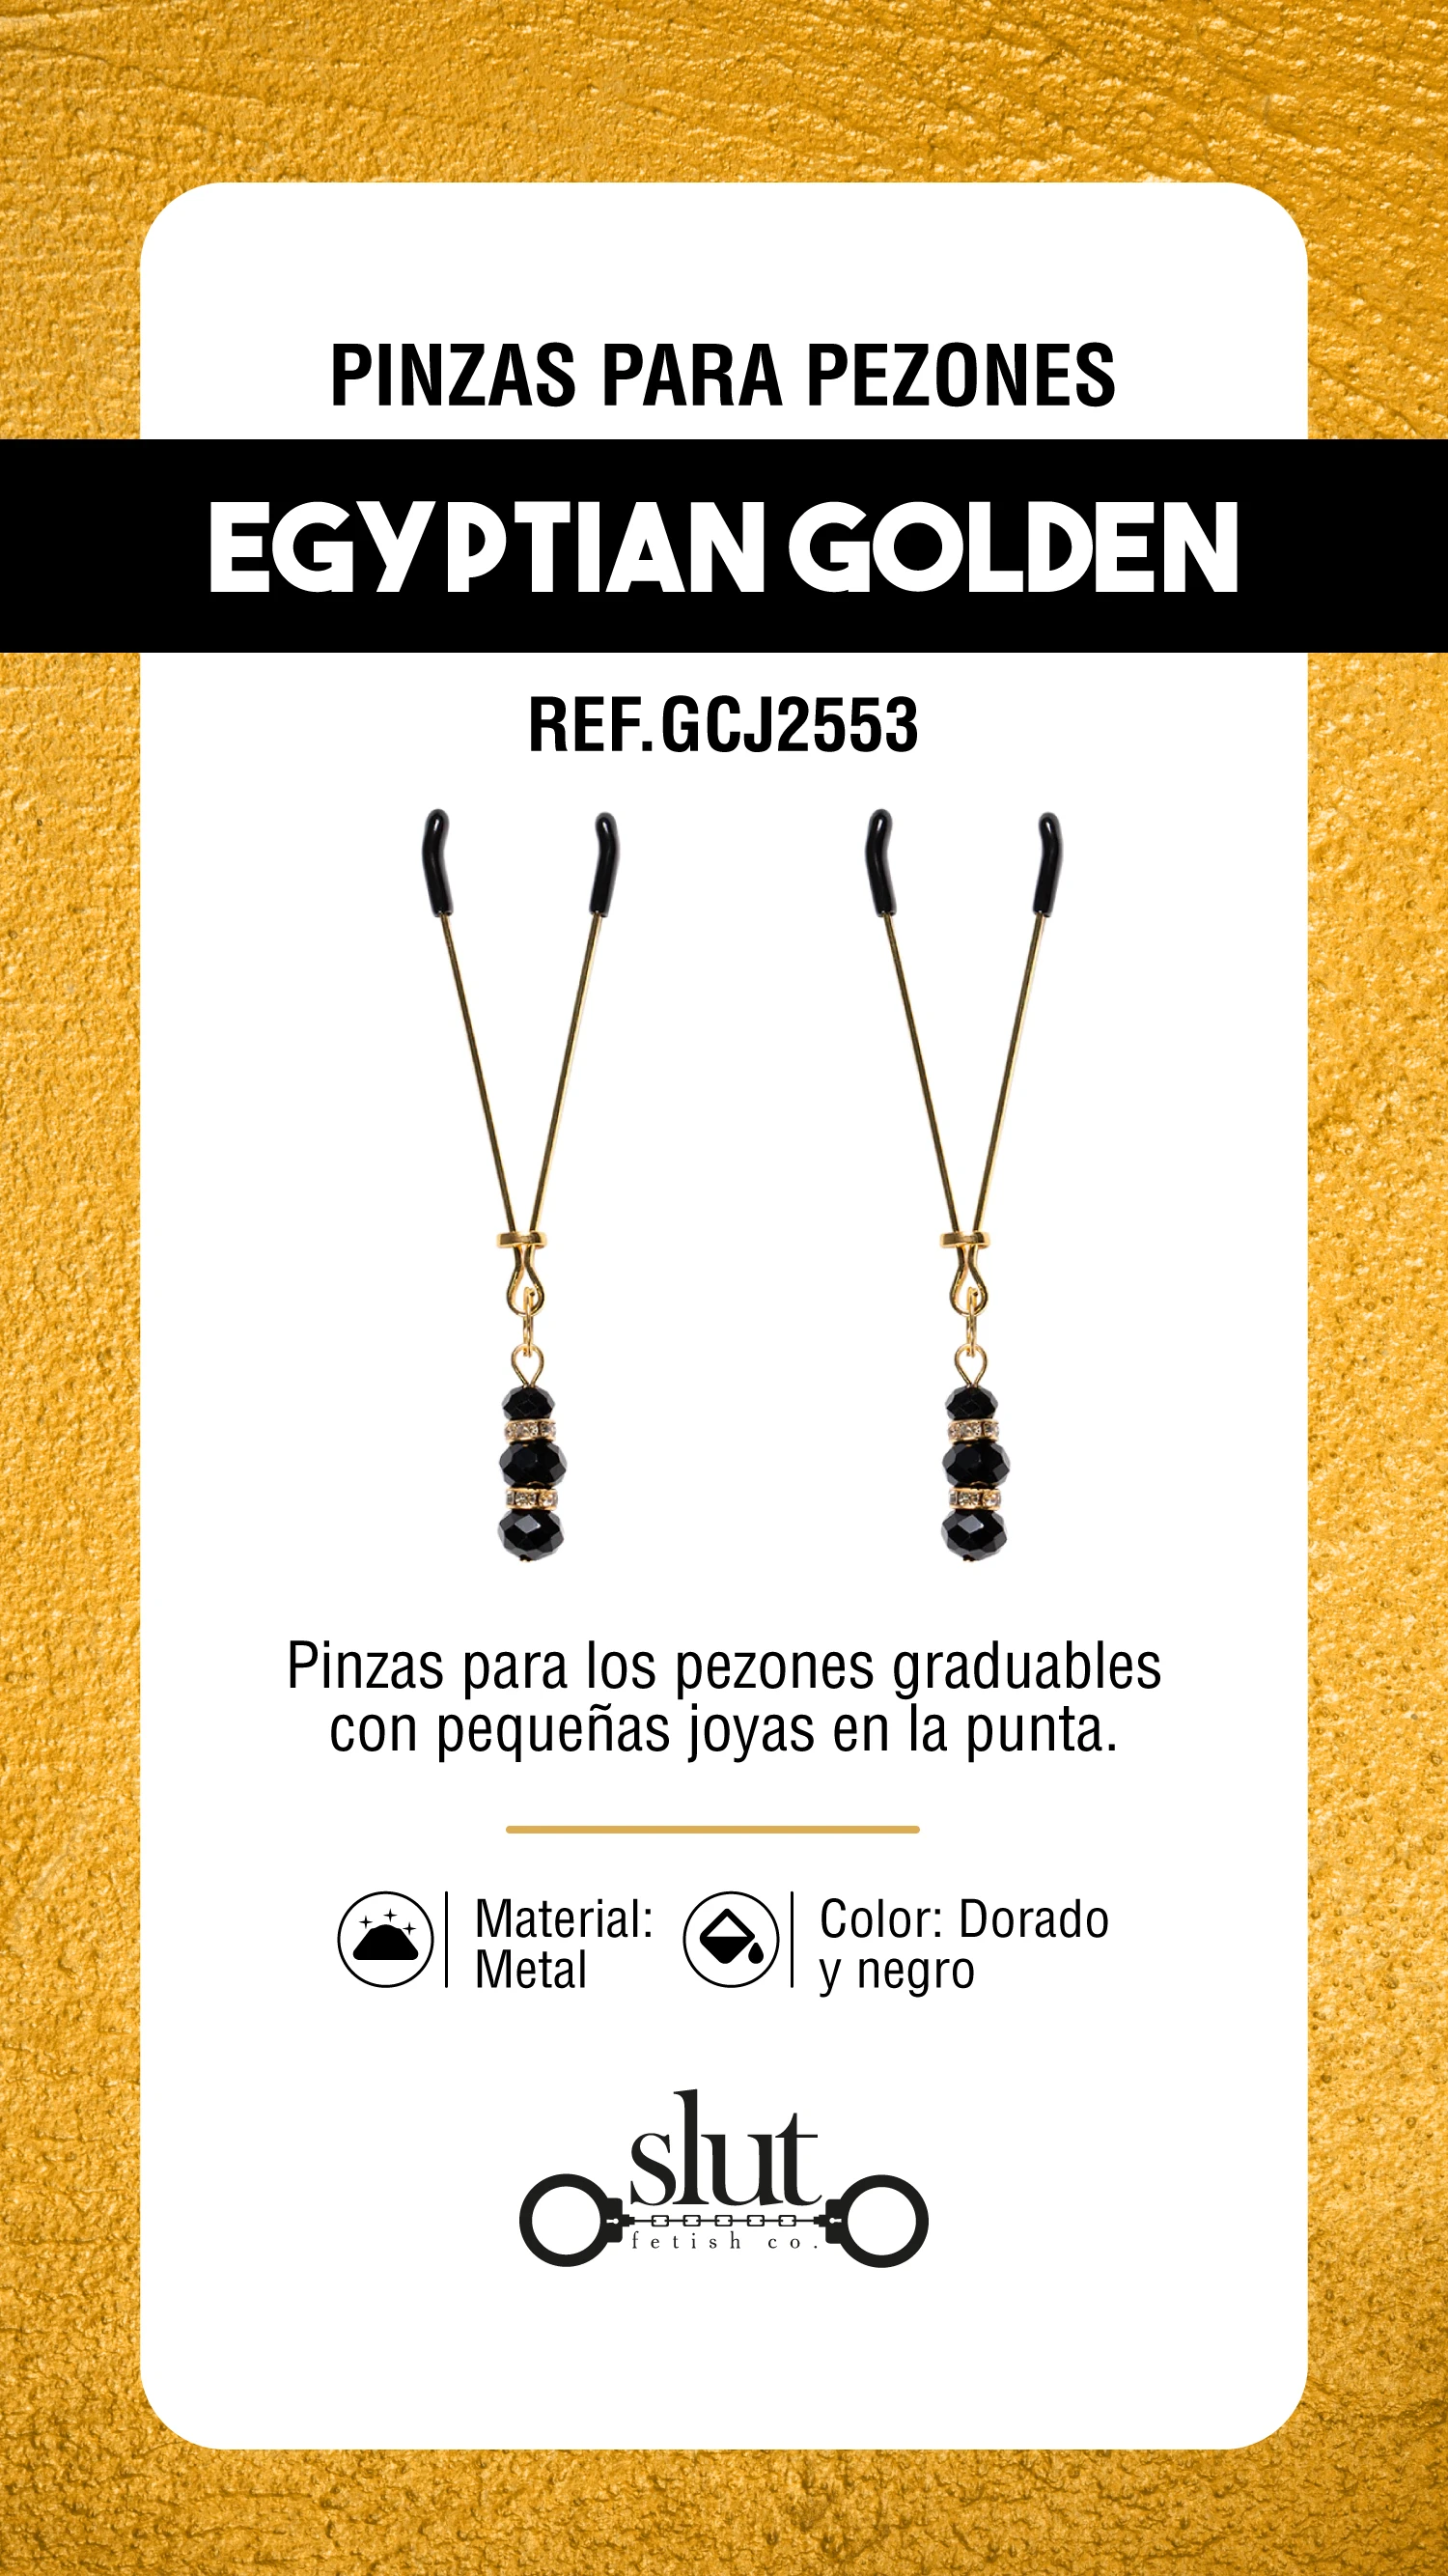 PINZAS PARA PEZONES
EGYPTIAN GOLDEN
REF.GCJ2553
Pinzas para los pezones graduables
con pequeñas joyas en la punta.
Material:
Metal
Color: Dorado
y negro
slut
fetish co.